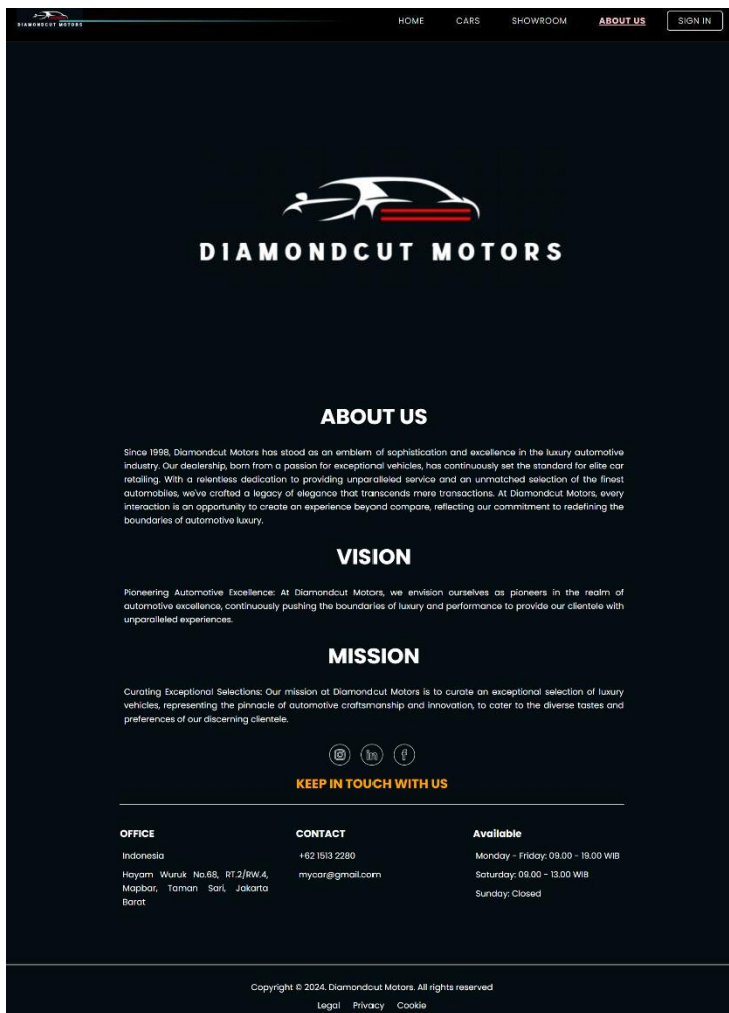 DIAMONDCUT MOTORS
HOME CARS SHOWROOM ABOUT US SIGN IN
DIAMONDCUT MOTORS
ABOUT US
Since 1998, Diamondcut Motors has stood as an emblem of sophistication and excellence in the luxury automotive
industry. Our dealership, born from a passion for exceptional vehicles, has continuously set the standard for elite car
retailing. With a relentless dedication to providing unparalleled service and an unmatched selection of the finest
automobiles, we've crafted a legacy of elegance that transcends mere transactions. At Diamondcut Motors, every
interaction is an opportunity to create an experience beyond compare, reflecting our commitment to redefining the
boundaries of automotive luxury.
VISION
Pioneering Automotive Excellence: At Diamondcut Motors, we envision ourselves as pioneers in the realm of
automotive excellence, continuously pushing the boundaries of luxury and performance to provide our clientele with
unparalleled experiences.
MISSION
Curating Exceptional Selections: Our mission at Diamondcut Motors is to curate an exceptional selection of luxury
vehicles, representing the pinnacle of automotive craftsmanship and innovation, to cater to the diverse tastes and
preferences of our discerning clientele.
in f
KEEP IN TOUCH WITH US
OFFICE
Indonesia
Hayam Wuruk No.68, RT.2/RW.4,
Mapbar, Taman Sari, Jakarta
Barat
CONTACT
+62 1513 2280
mycar@gmail.com
Available
Monday - Friday: 09.00 - 19.00 WIB
Saturday: 09.00 - 13.00 WIB
Sunday: Closed
Copyright © 2024. Diamondcut Motors. All rights reserved
Legal Privacy Cookie